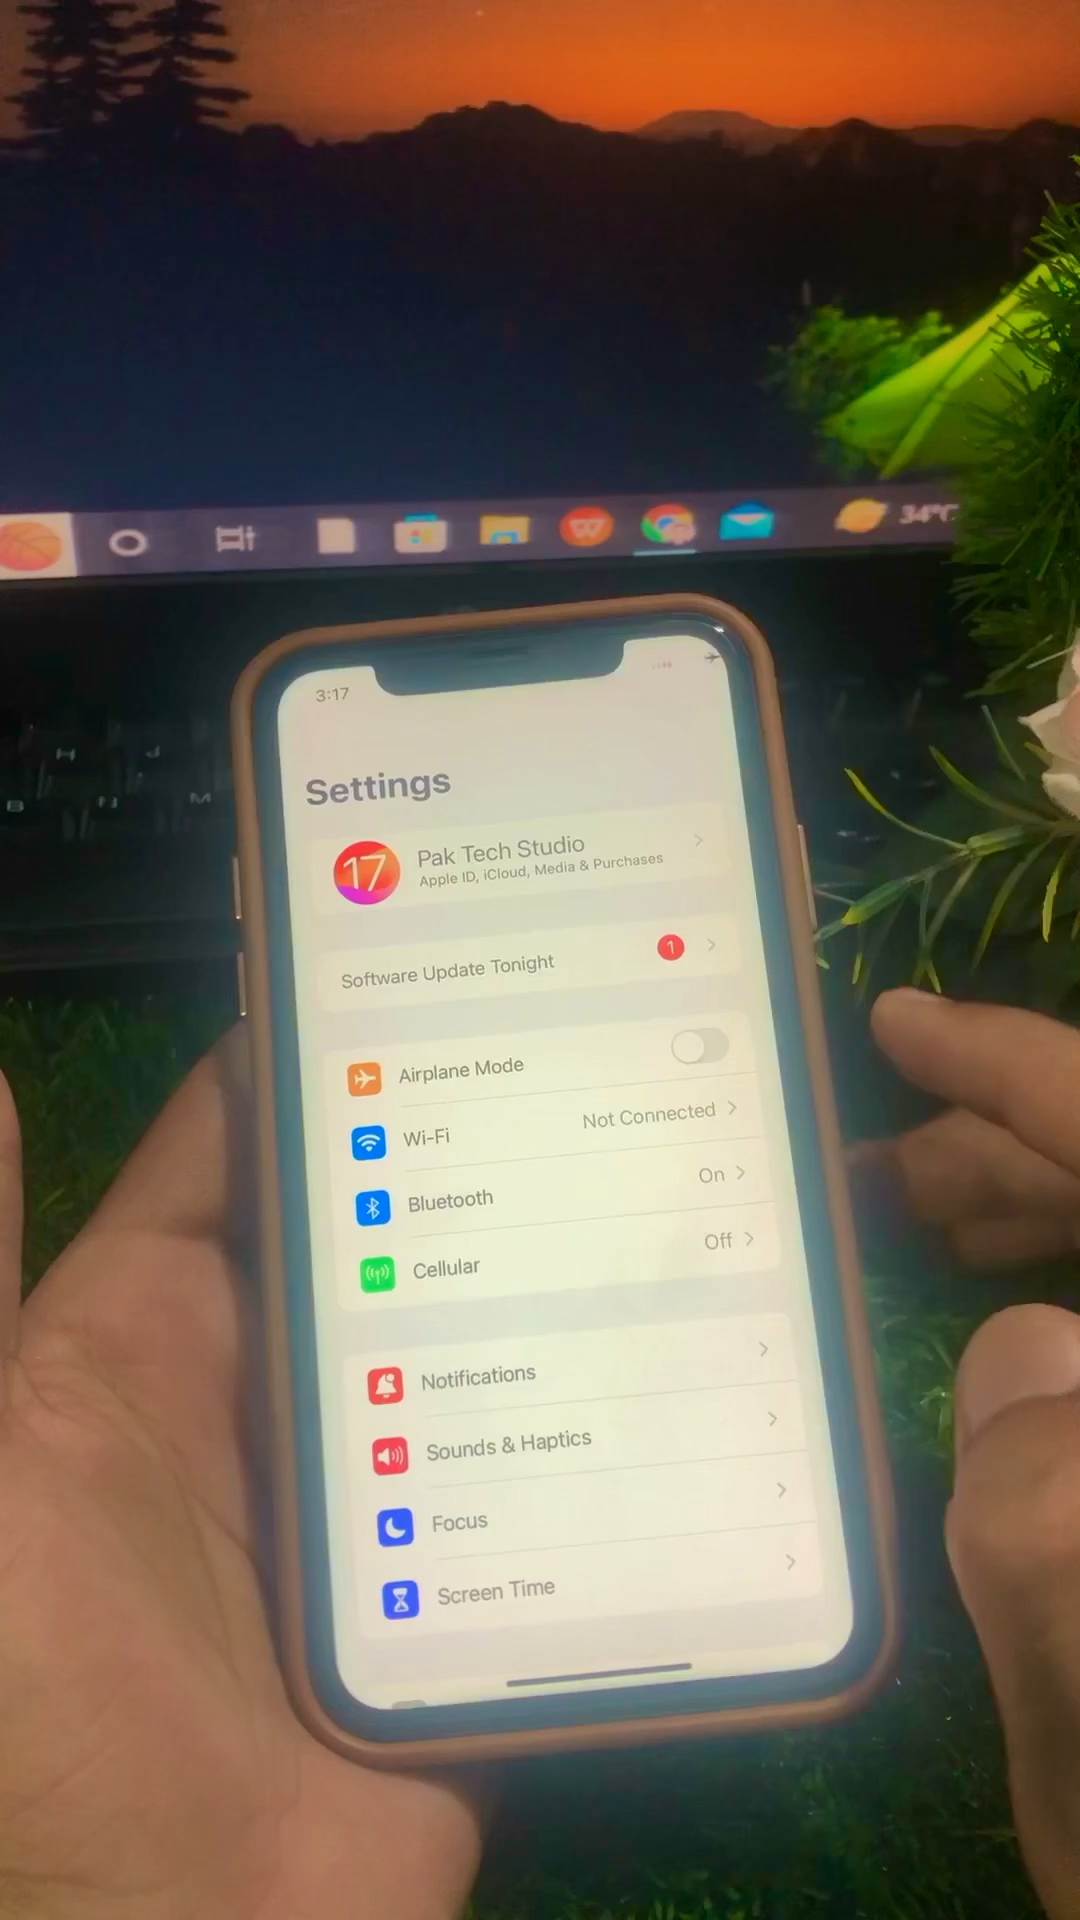 34°C
3:17
Settings
17
Pak Tech Studio
Apple ID, iCloud, Media & Purchases
Software Update Tonight
1
Airplane Mode
Wi-Fi
Not Connected
Bluetooth
On
Cellular
Off
Notifications
Sounds & Haptics
Focus
Screen Time
H
J
B
N
M